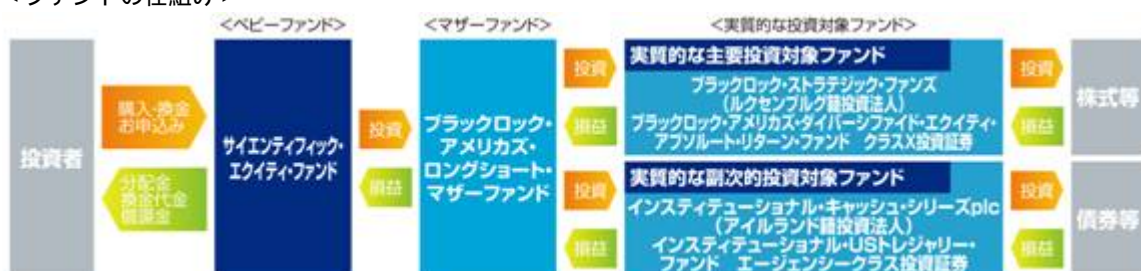 <ベビーファンド>
<マザーファンド>
<実質的な投資対象ファンド>
投資者
購入・換金
お申込み
分配金
換金代金
償還金
サイエンティフィック・
エクイティ・ファンド
投資
損益
ブラックロック・
アメリカズ・
ロングショート・
マザーファンド
投資
損益
実質的な主要投資対象ファンド
ブラックロック・ストラテジック・ファンズ
(ルクセンブルグ籍投資法人)
ブラックロック・アメリカズ・ダイバーシファイド・エクイティ・
アブソルート・リターン・ファンド クラスX投資証券
投資
損益
株式等
投資
損益
実質的な副次的投資対象ファンド
インスティテューショナル・キャッシュ・シリーズplc
(アイルランド籍投資法人)
インスティテューショナル・USトレジャリー・
ファンド エージェンシークラス投資証券
投資
損益
債券等